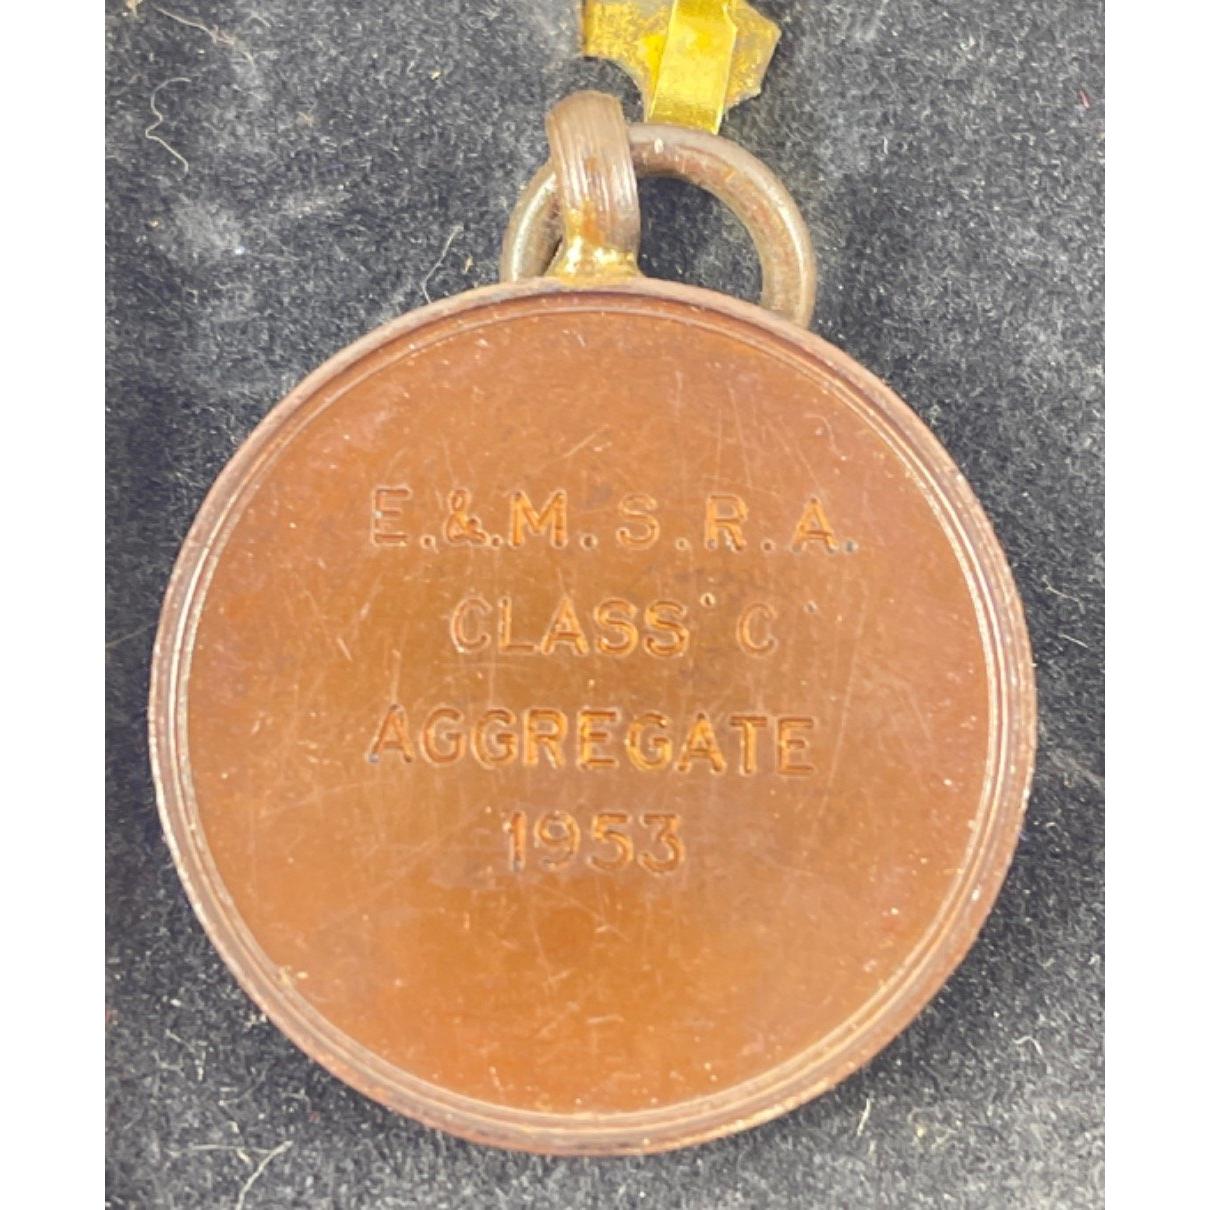 E.&.M.S.R.A.
CLASS 'C'
AGGREGATE
1953